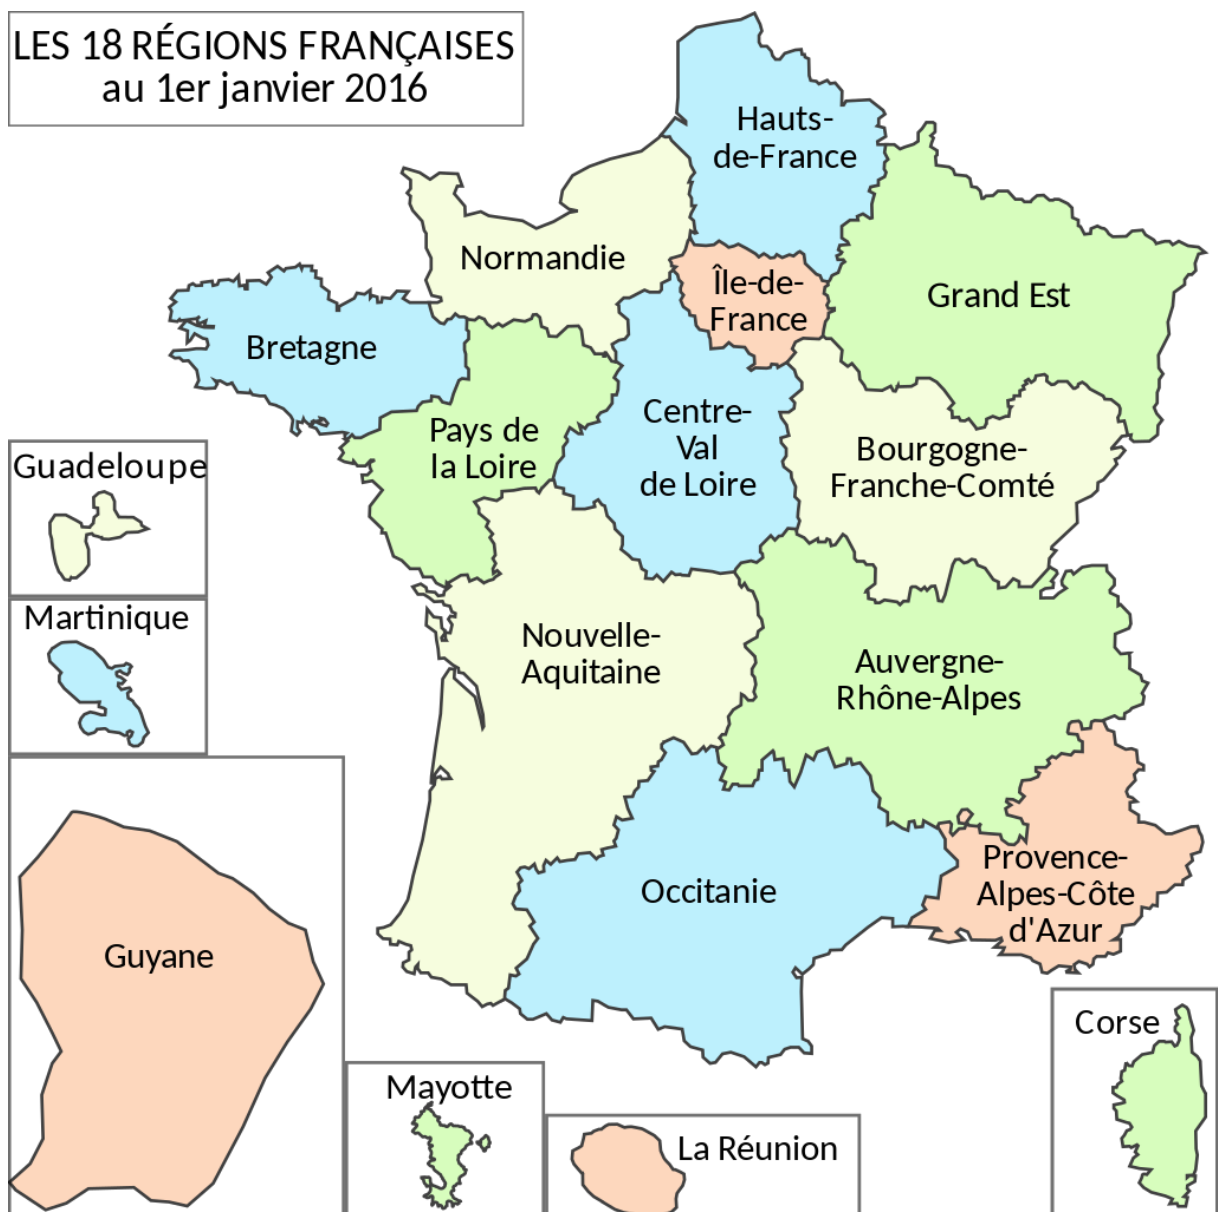 LES 18 RÉGIONS FRANÇAISES
au 1er janvier 2016
Hauts-
de-France
Normandie
Île-de-
France
Grand Est
Bretagne
Centre-
Val
de Loire
Pays de
la Loire
Bourgogne-
Franche-Comté
Guadeloupe
Martinique
Nouvelle-
Aquitaine
Auvergne-
Rhône-Alpes
Occitanie
Provence-
Alpes-Côte
d'Azur
Guyane
Corse
Mayotte
La Réunion